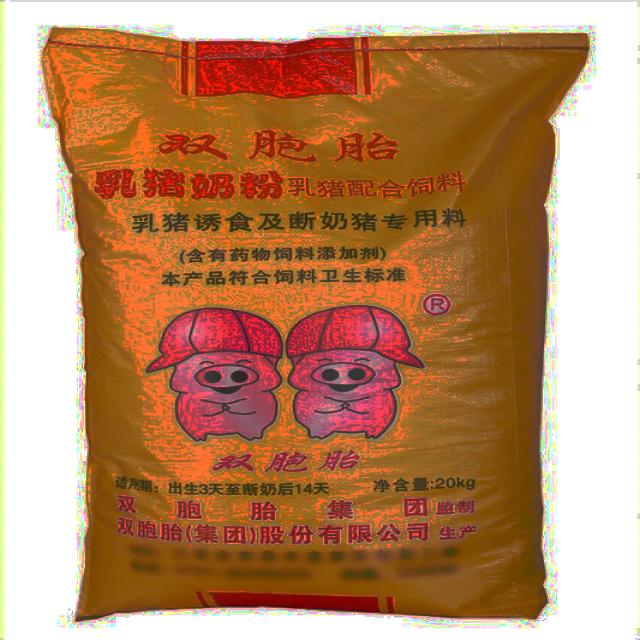 双胞胎
乳猪奶粉 乳猪配合饲料
乳猪诱食及断奶猪专用料
(含有药物饲料添加剂)
本产品符合饲料卫生标准
®
双胞胎
适用期：出生3天至断奶后14天 净含量:20kg
双胞胎集团 监制
双胞胎(集团)股份有限公司 生产